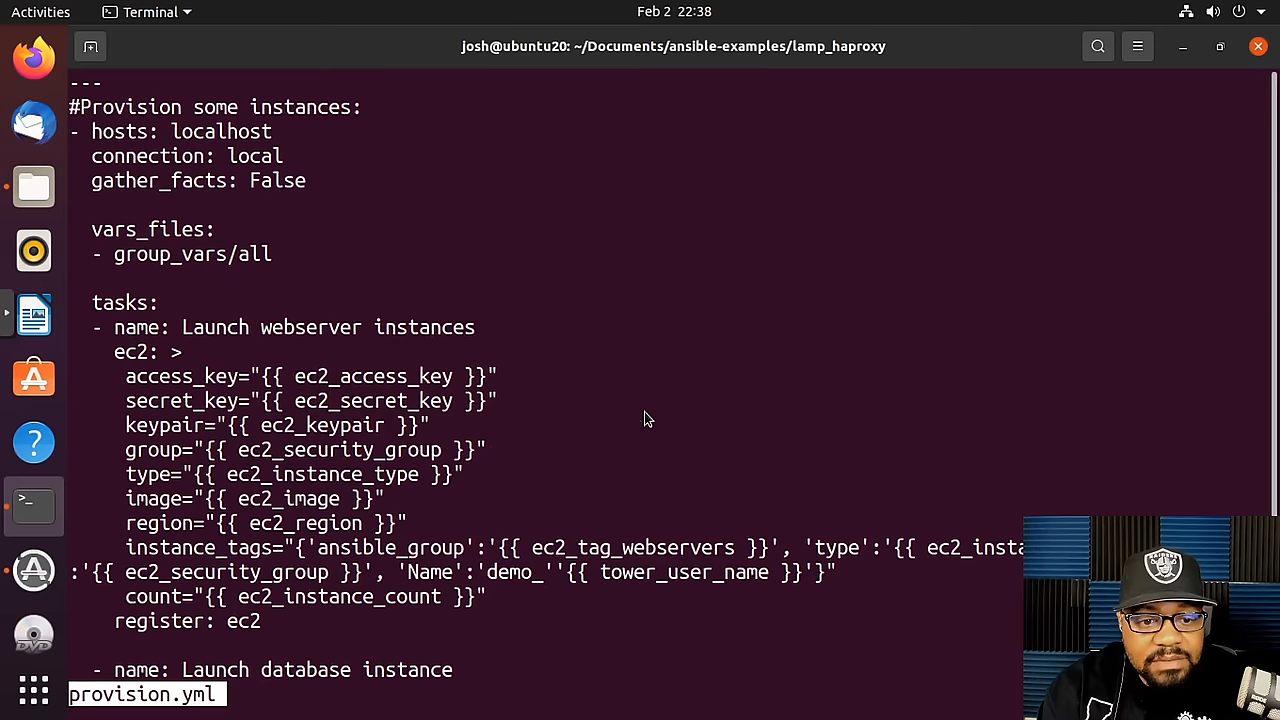 Activities
Terminal
Feb 2 22:38
josh@ubuntu20: ~/Documents/ansible-examples/lamp_haproxy
---
#Provision some instances:
- hosts: localhost
connection: local
gather_facts: False
vars_files:
- group_vars/all
tasks:
- name: Launch webserver instances
ec2: >
access_key="{{ ec2_access_key }}"
secret_key="{{ ec2_secret_key }}"
keypair="{{ ec2_keypair }}"
group="{{ ec2_security_group }}"
type="{{ ec2_instance_type }}"
image="{{ ec2_image }}"
region="{{ ec2_region }}"
instance_tags="{'ansible_group':'{{ ec2_tag_webservers }}', 'type':'{{
:'{{ ec2_security_group }}', 'Name':'demo_''{{ tower_user_name }}'}"
count="{{ ec2_instance_count }}"
register: ec2
- name: Launch database instance
provision.yml
RAIDERS